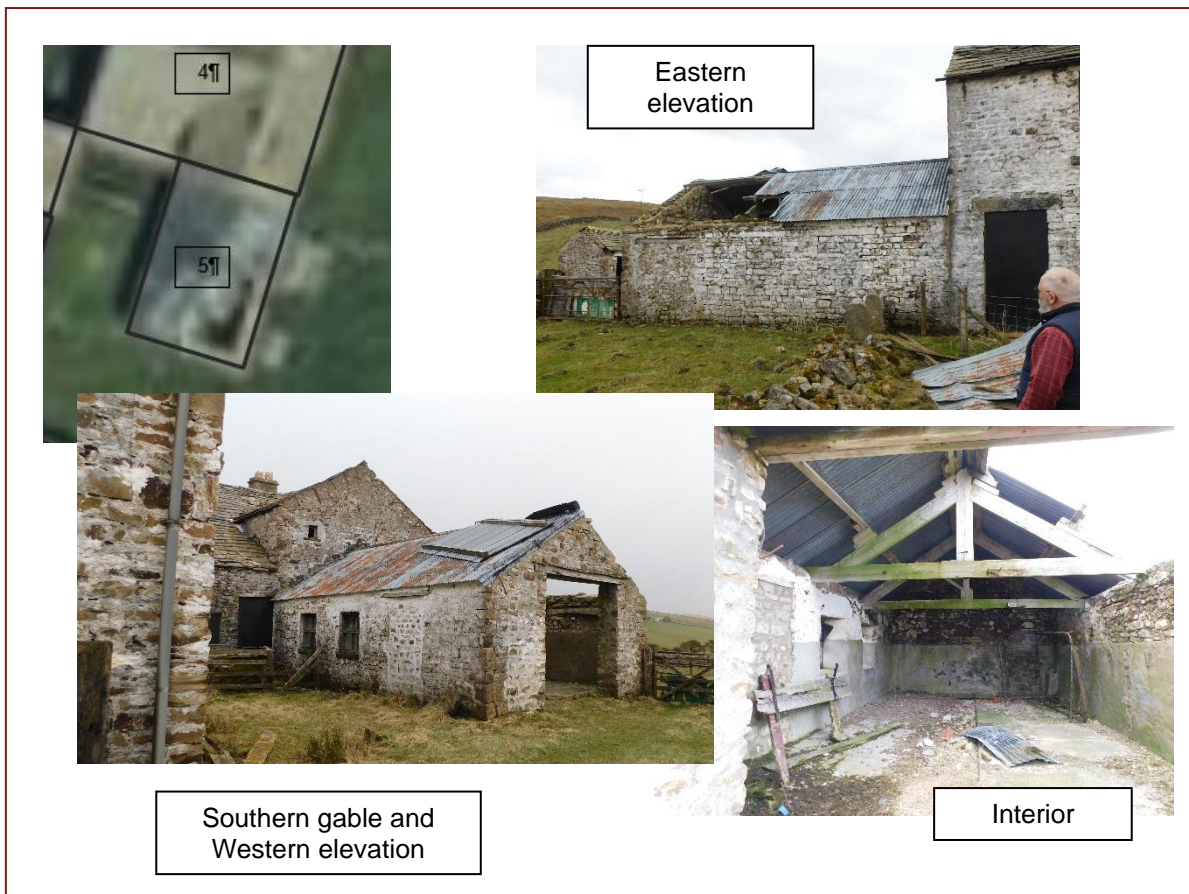 4¶
Eastern
elevation
5¶
Southern gable and
Western elevation
Interior